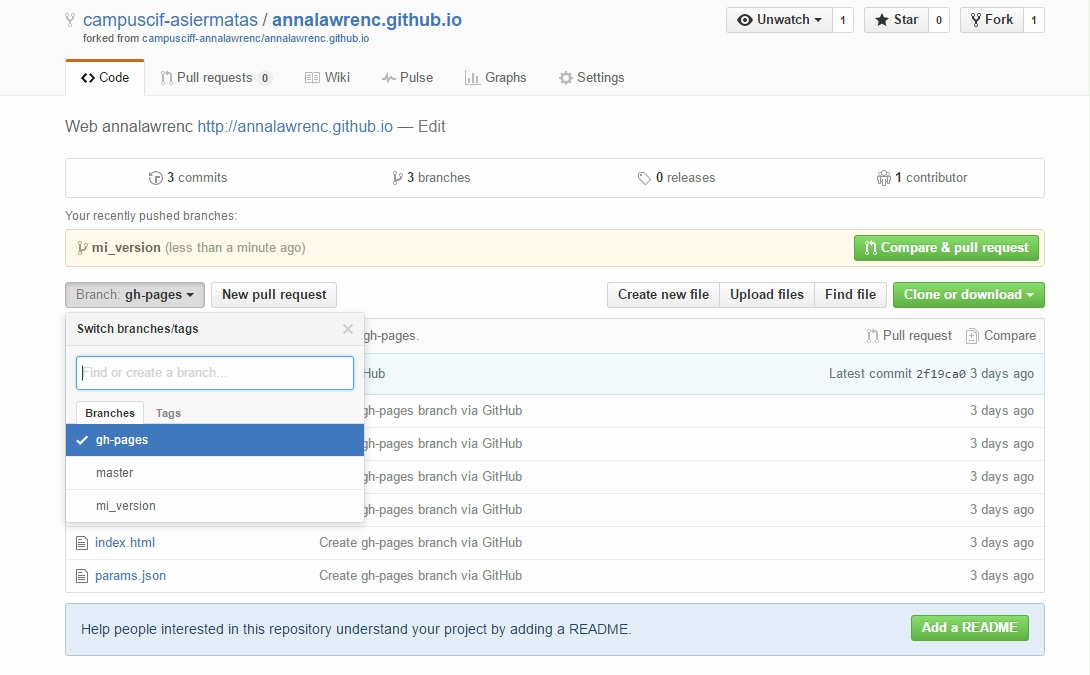 campuscif-asiermatas / annalawrenc.github.io
Unwatch 1 Star 0 Fork 1
forked from campusciff-annalawrenc/annalawrenc.github.io
Code Pull requests 0 Wiki Pulse Graphs Settings
Web annalawrenc http://annalawrenc.github.io — Edit
3 commits 3 branches 0 releases 1 contributor
Your recently pushed branches:
mi_version (less than a minute ago) Compare & pull request
Branch: gh-pages New pull request Create new file Upload files Find file Clone or download
Switch branches/tags
gh-pages. Pull request Compare
Find or create a branch...
Hub Latest commit 2f19ca0 3 days ago
Branches Tags
gh-pages branch via GitHub 3 days ago
gh-pages
gh-pages branch via GitHub 3 days ago
master
gh-pages branch via GitHub 3 days ago
mi_version
gh-pages branch via GitHub 3 days ago
index.html Create gh-pages branch via GitHub 3 days ago
params.json Create gh-pages branch via GitHub 3 days ago
Help people interested in this repository understand your project by adding a README. Add a README